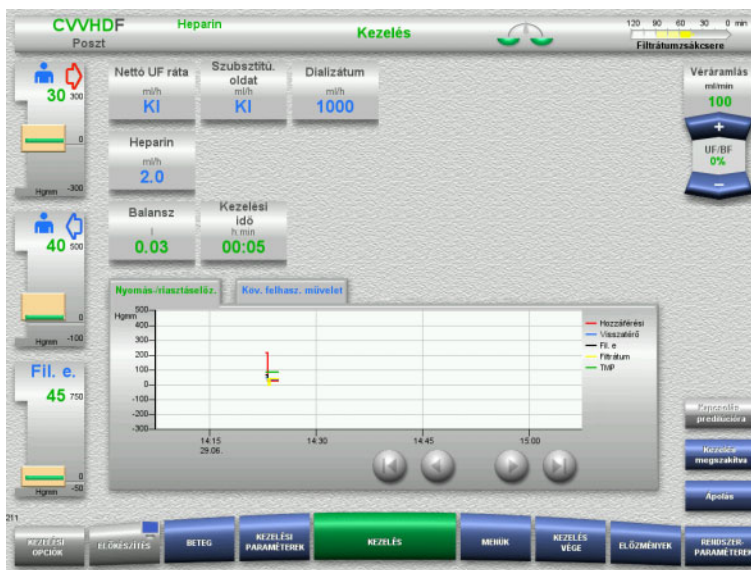 CVVHDF
Poszt
Heparin
Kezelés
120 90 60 30 0 min
Filtrátumzsákcsere
30
300
0
-300
Hgmm
40
500
0
-100
Hgmm
Fil. e.
45
750
0
-50
Hgmm
Nettó UF ráta
ml/h
KI
Szubsztitú.
oldat
ml/h
KI
Dializátum
ml/h
1000
Heparin
ml/h
2.0
Balansz
l
0.03
Kezelési
idő
h:min
00:05
Véráramlás
ml/min
100
+
UF/BF
0%
−
Nyomás-/riasztáselőz.
Köv. felhasz. művelet
Hgmm
500
400
300
200
100
0
-100
-200
-300
14:15
29.06.
14:30
14:45
15:00
Hozzáférési
Visszatérő
Fil. e
Filtrátum
TMP
predilúcióra
Kezelés
megszakítva
Ápolás
211
KEZELÉSI
OPCIÓK
ELŐKÉSZÍTÉS
BETEG
KEZELÉSI
PARAMÉTEREK
KEZELÉS
MENÜK
KEZELÉS
VÉGE
ELŐZMÉNYEK
RENDSZER-
PARAMÉTEREK